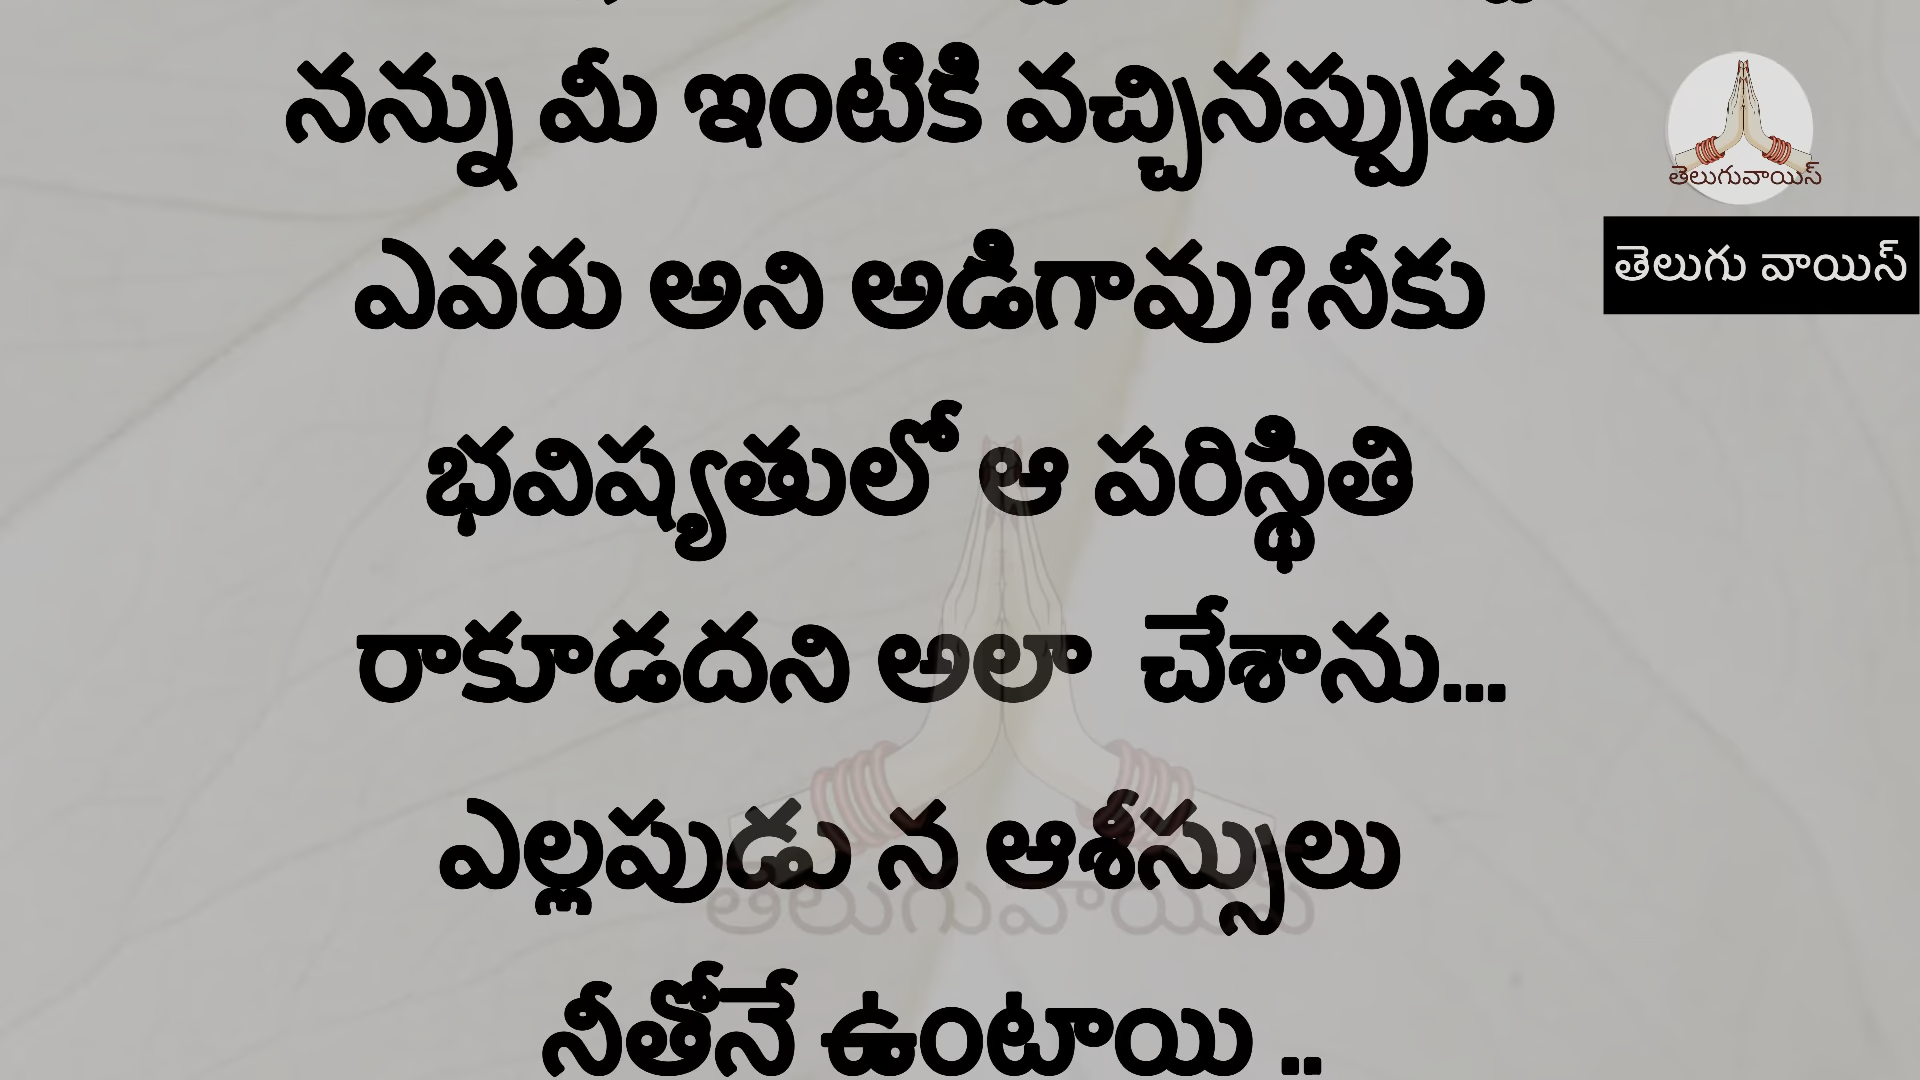 నన్ను మీ ఇంటికి వచ్చినప్పుడు
ఎవరు అని అడిగావు?నీకు
భవిష్యతులో ఆ పరిస్థితి
రాకూడదని అలా చేశాను...
ఎల్లపుడు న ఆశీస్సులు
నీతోనే ఉంటాయి ..
తెలుగువాయిస్
తెలుగు వాయిస్
తెలుగువాయిస్